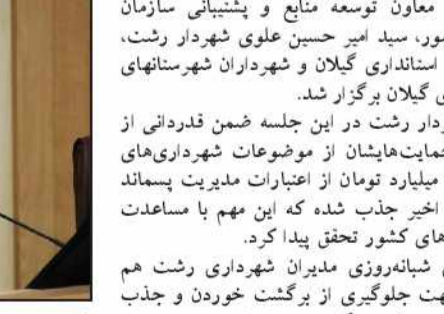 معاون توسعه منابع و پشتیبانی سازمان
سور، سید امیر حسین علوی شهردار رشت،
استانداری گیلان و شهرداران شهرستانهای
ی گیلان برگزار شد.
ردار رشت در این جلسه ضمن قدردانی از
حمایت‌هایشان از موضوعات شهرداری‌های
میلیارد تومان از اعتبارات مدیریت پسماند
اخیر جذب شده که این مهم با مساعدت
های کشور تحقق پیدا کرد.
شبانه‌روزی مدیران شهرداری رشت هم
هت جلوگیری از برگشت خوردن و جذب